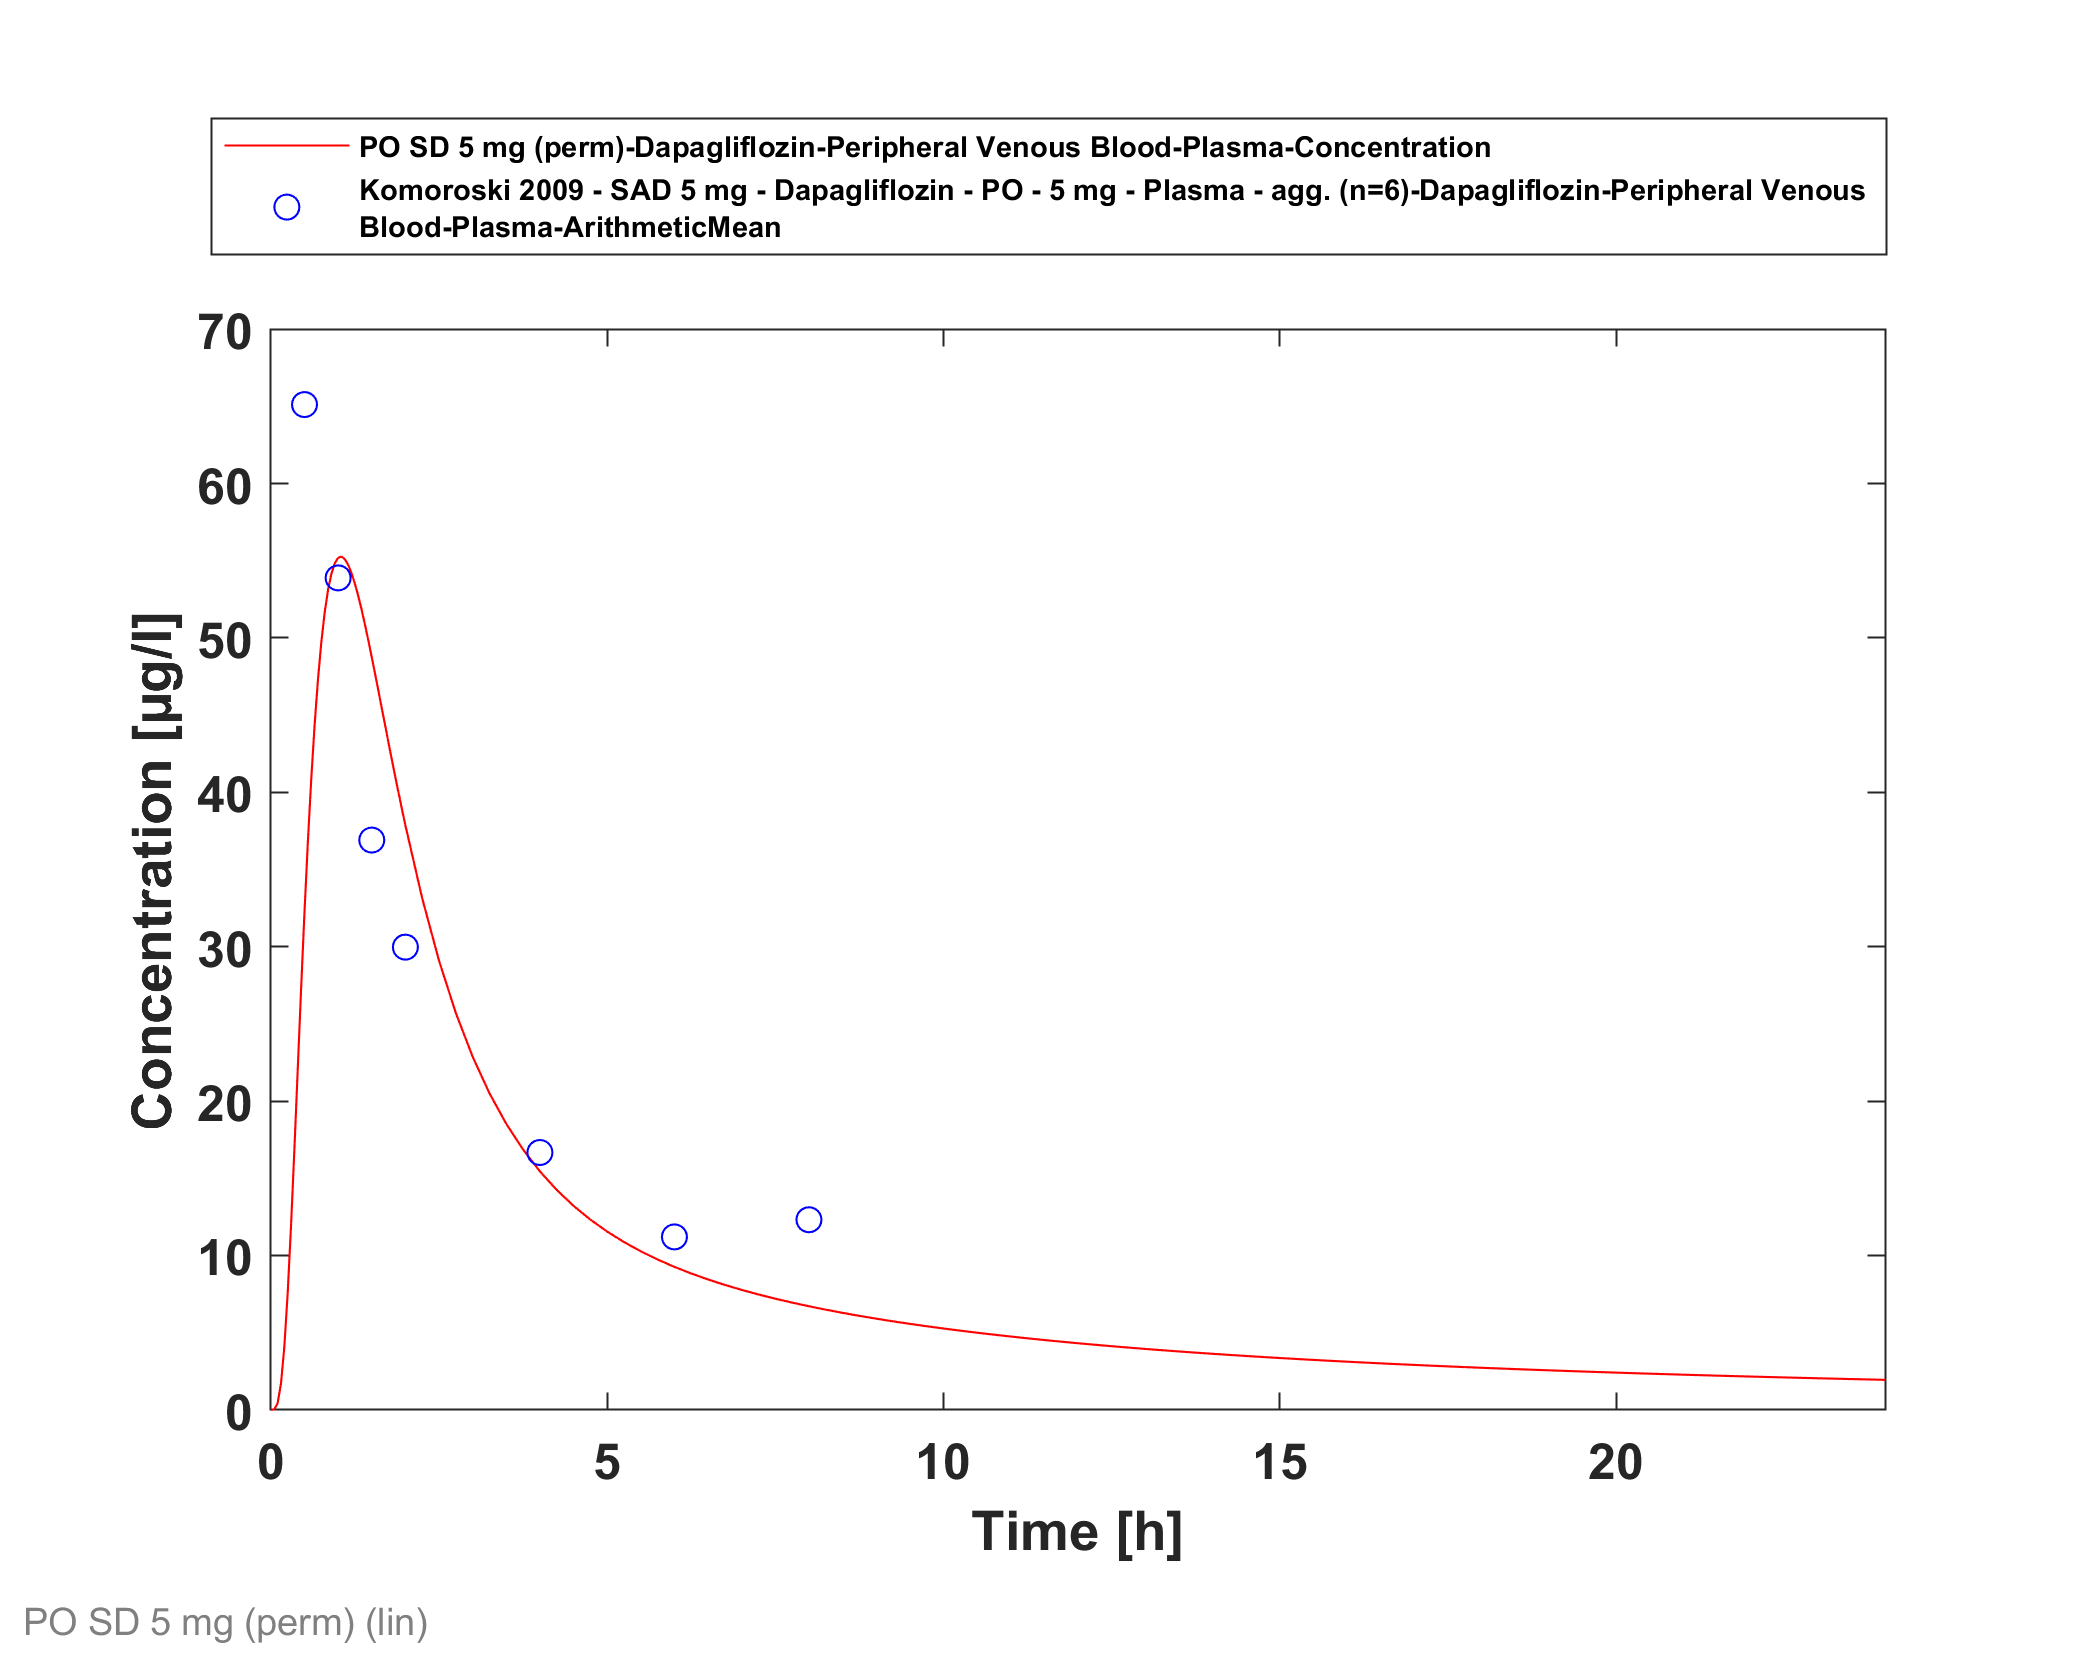 PO SD 5 mg (perm)-Dapagliflozin-Peripheral Venous Blood-Plasma-Concentration
Komoroski 2009 - SAD 5 mg - Dapagliflozin - PO - 5 mg - Plasma - agg. (n=6)-Dapagliflozin-Peripheral Venous
Blood-Plasma-ArithmeticMean
70
60
50
40
30
20
10
0
Concentration [µg/l]
0 5 10 15 20
Time [h]
PO SD 5 mg (perm) (lin)